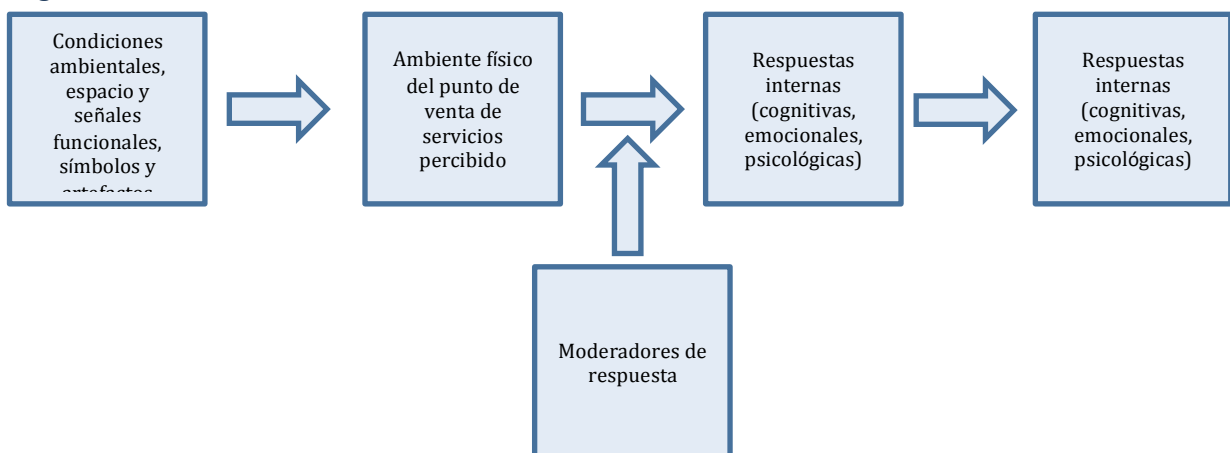 Condiciones
ambientales,
espacio y
señales
funcionales,
símbolos y
Ambiente físico
del punto de
venta de
servicios
percibido
Respuestas
internas
(cognitivas,
emocionales,
psicológicas)
Respuestas
internas
(cognitivas,
emocionales,
psicológicas)
Moderadores de
respuesta